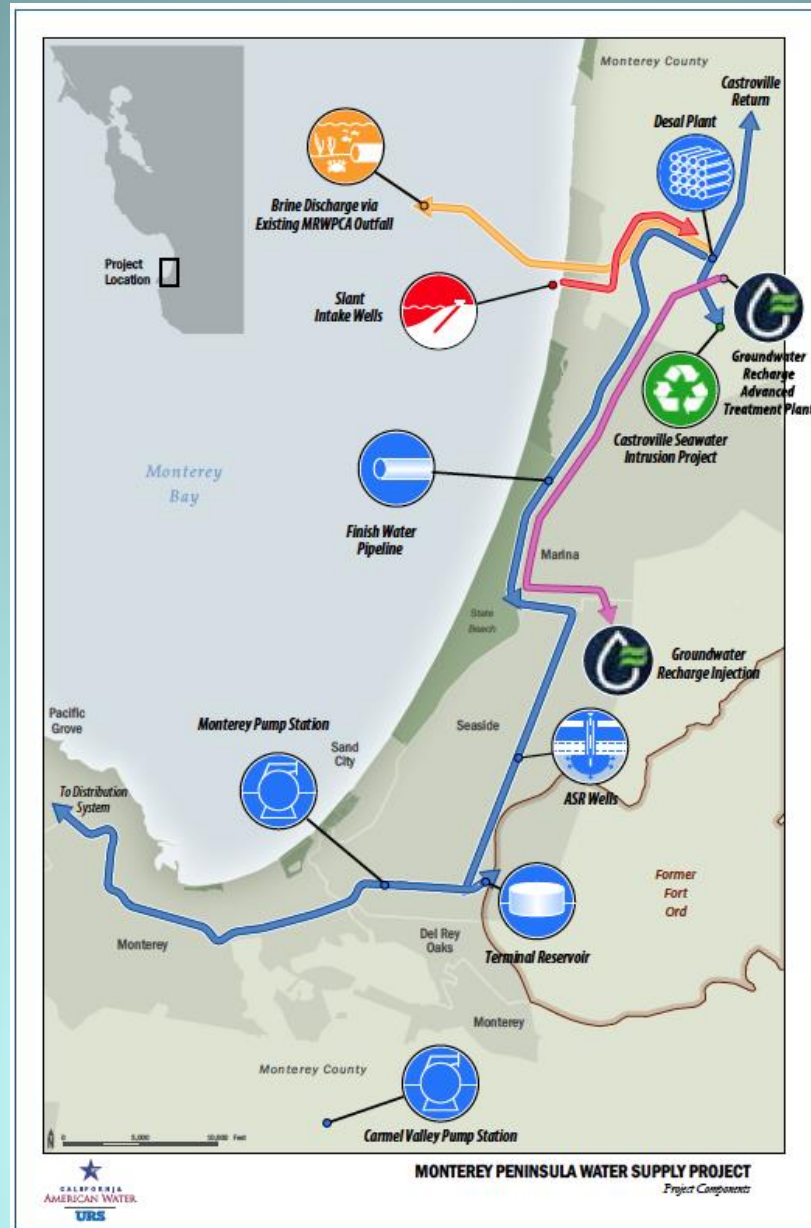 Monterey County
Castroville
Return
Desal Plant
Brine Discharge via
Existing MRWPCA Outfall
Project
Location
Slant
Intake Wells
Groundwater
Recharge
Advanced
Treatment Plant
Castroville Seawater
Intrusion Project
Monterey
Bay
Finish Water
Pipeline
Marina
State
Beach
Groundwater
Recharge Injection
Pacific
Grove
Monterey Pump Station
Seaside
Sand
City
To Distribution
System
ASR Wells
Former
Fort
Ord
Monterey
Del Rey
Oaks
Terminal Reservoir
Monterey
Monterey County
Carmel Valley Pump Station
N
0 5,000 10,000 Feet
CALIFORNIA
AMERICAN WATER
URS
MONTEREY PENINSULA WATER SUPPLY PROJECT
Project Components